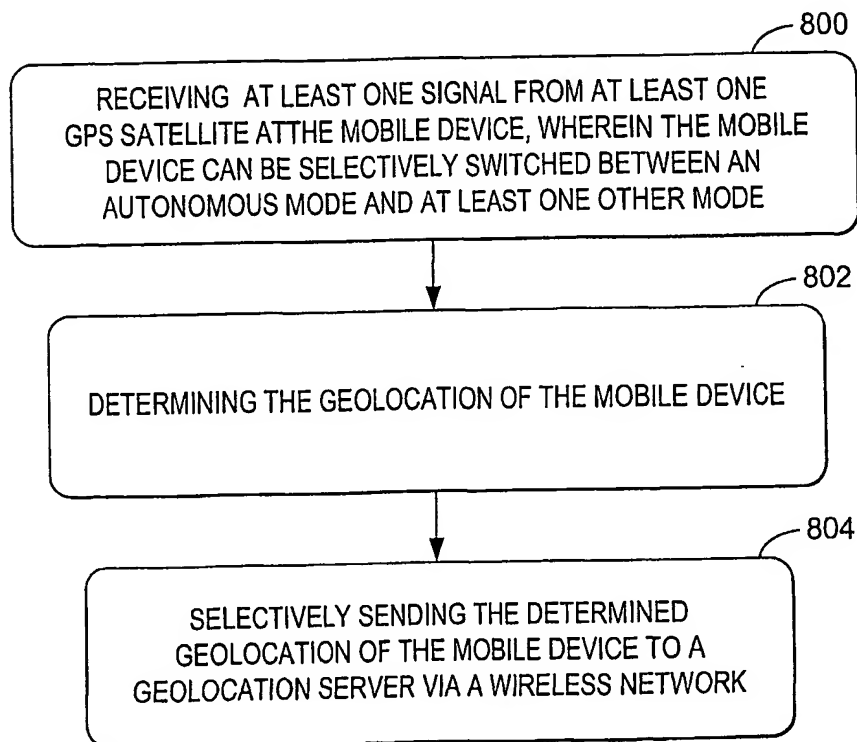 800
RECEIVING AT LEAST ONE SIGNAL FROM AT LEAST ONE
GPS SATELLITE ATTHE MOBILE DEVICE, WHEREIN THE MOBILE
DEVICE CAN BE SELECTIVELY SWITCHED BETWEEN AN
AUTONOMOUS MODE AND AT LEAST ONE OTHER MODE
802
DETERMINING THE GEOLOCATION OF THE MOBILE DEVICE
804
SELECTIVELY SENDING THE DETERMINED
GEOLOCATION OF THE MOBILE DEVICE TO A
GEOLOCATION SERVER VIA A WIRELESS NETWORK